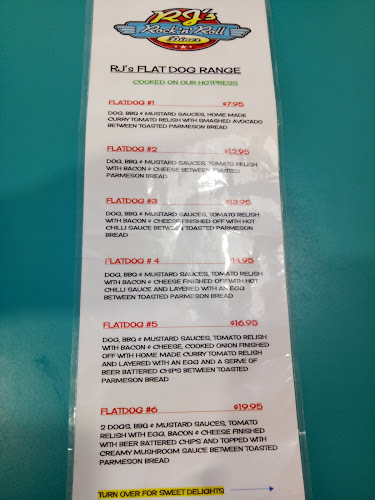 RJ's
Rock 'n' Roll
Diner
RJ's FLAT DOG RANGE
COOKED ON OUR HOTPRESS
FLATDOG #1 $7.95
DOG, BBQ & MUSTARD SAUCES, HOME MADE
CURRY TOMATO RELISH WITH SMASHED AVOCADO
BETWEEN TOASTED PARMESON BREAD
FLATDOG #2 $12.95
DOG, BBQ & MUSTARD SAUCES, TOMATO RELISH
WITH BACON & CHEESE BETWEEN TOASTED
PARMESON BREAD
FLATDOG #3 $13.95
DOG, BBQ & MUSTARD SAUCES, TOMATO RELISH
WITH BACON & CHEESE FINISHED OFF WITH HOT
CHILLI SAUCE AND BETWEEN TOASTED PARMESON
BREAD
FLATDOG # 4 $14.95
DOG, BBQ & MUSTARD SAUCES, TOMATO RELISH
WITH BACON & CHEESE FINISHED OFF WITH HOT
CHILLI SAUCE AND LAYERED WITH AN EGG
BETWEEN TOASTED PARMESON BREAD
FLATDOG #5 $16.95
DOG, BBQ & MUSTARD SAUCES, TOMATO RELISH
WITH BACON & CHEESE, COOKED ONION FINISHED
OFF WITH HOME MADE CURRY TOMATO RELISH
AND LAYERED WITH AN EGG AND A SERVE OF
BEER BATTERED CHIPS BETWEEN TOASTED
PARMESON BREAD
FLATDOG #6 $19.95
2 DOGS, BBQ & MUSTARD SAUCES, TOMATO
RELISH WITH EGG, BACON & CHEESE FINISHED
WITH BEER BATTERED CHIPS AND TOPPED WITH
CREAMY MUSHROOM SAUCE BETWEEN TOASTED
PARMESON BREAD
TURN OVER FOR SWEET DELIGHTS